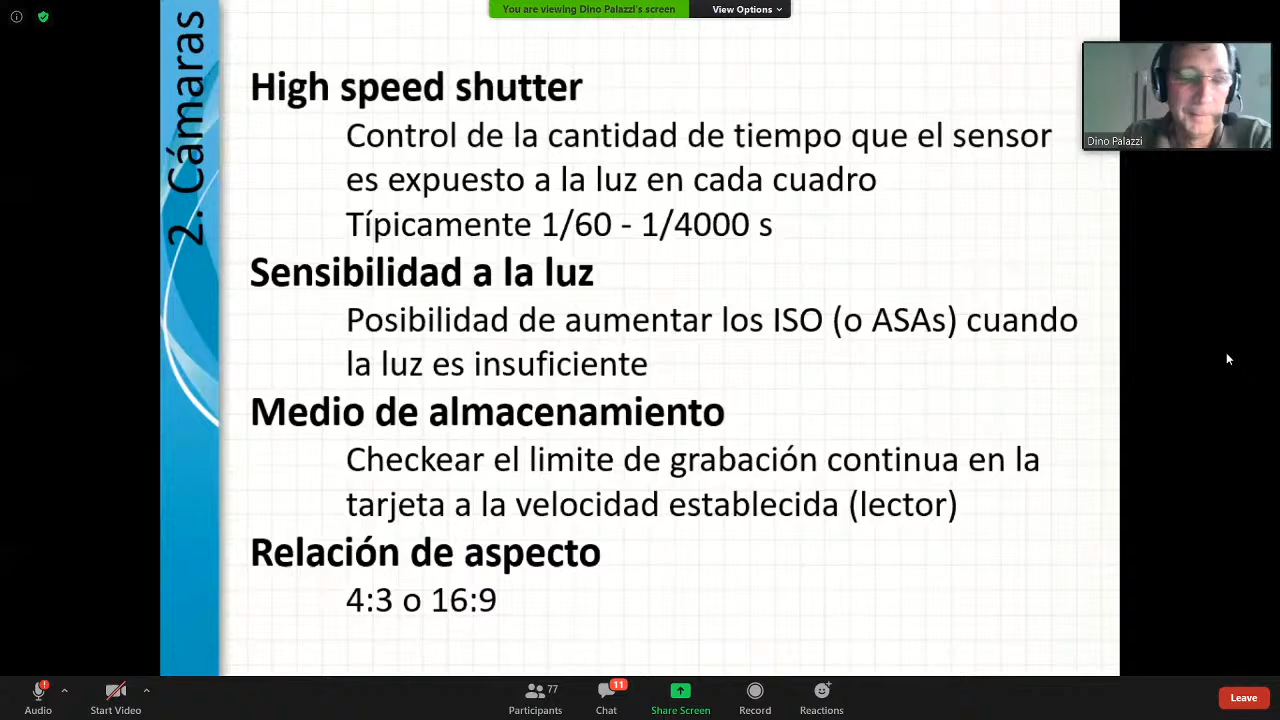 You are viewing Dino Palazzi's screen
View Options
2. Cámaras
High speed shutter
Control de la cantidad de tiempo que el sensor
es expuesto a la luz en cada cuadro
Típicamente 1/60 - 1/4000 s
Sensibilidad a la luz
Posibilidad de aumentar los ISO (o ASAs) cuando
la luz es insuficiente
Medio de almacenamiento
Checkear el limite de grabación continua en la
tarjeta a la velocidad establecida (lector)
Relación de aspecto
4:3 o 16:9
Dino Palazzi
Audio
Start Video
Participants 77
Chat 11
Share Screen
Record
Reactions
Leave